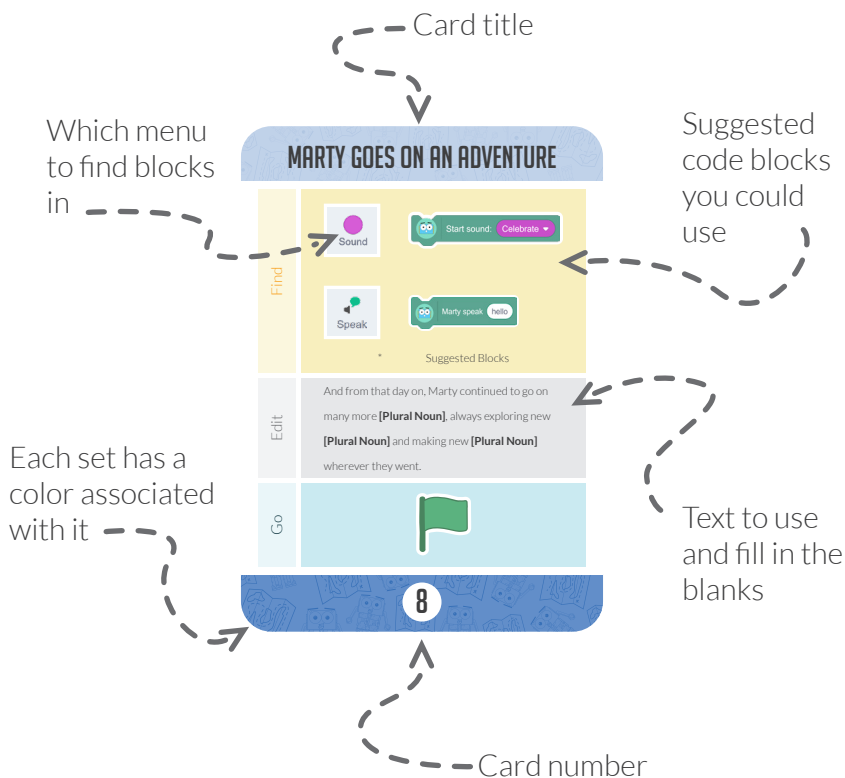 Card title
Which menu
to find blocks
in
Suggested
code blocks
you could
use
MARTY GOES ON AN ADVENTURE
Find
Sound
Start sound: Celebrate
Speak
Marty speak hello
* Suggested Blocks
Edit
And from that day on, Marty continued to go on
many more [Plural Noun], always exploring new
[Plural Noun] and making new [Plural Noun]
wherever they went.
Each set has a
color associated
with it
Go
Text to use
and fill in the
blanks
8
Card number